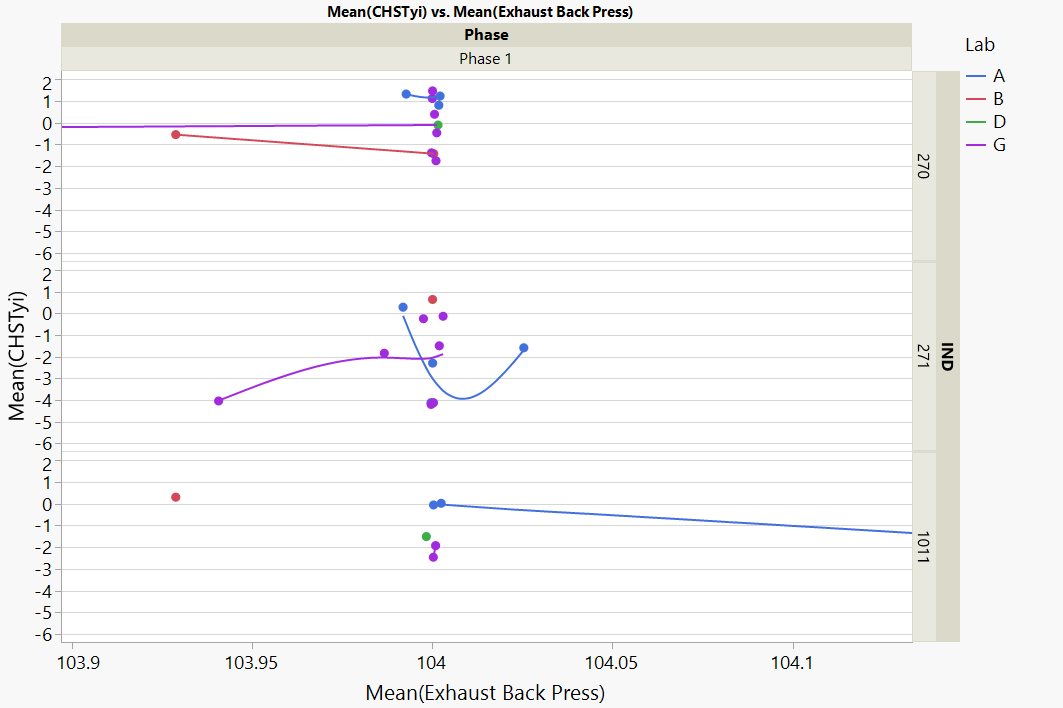 Mean(CHSTyi) vs. Mean(Exhaust Back Press)
Phase
Phase 1
Lab
A
B
D
G
2
1
0
-1
-2
-3
-4
-5
-6
270
2
1
0
-1
-2
-3
-4
-5
-6
271
2
1
0
-1
-2
-3
-4
-5
-6
1011
IND
Mean(CHSTyi)
103.9 103.95 104 104.05 104.1
Mean(Exhaust Back Press)